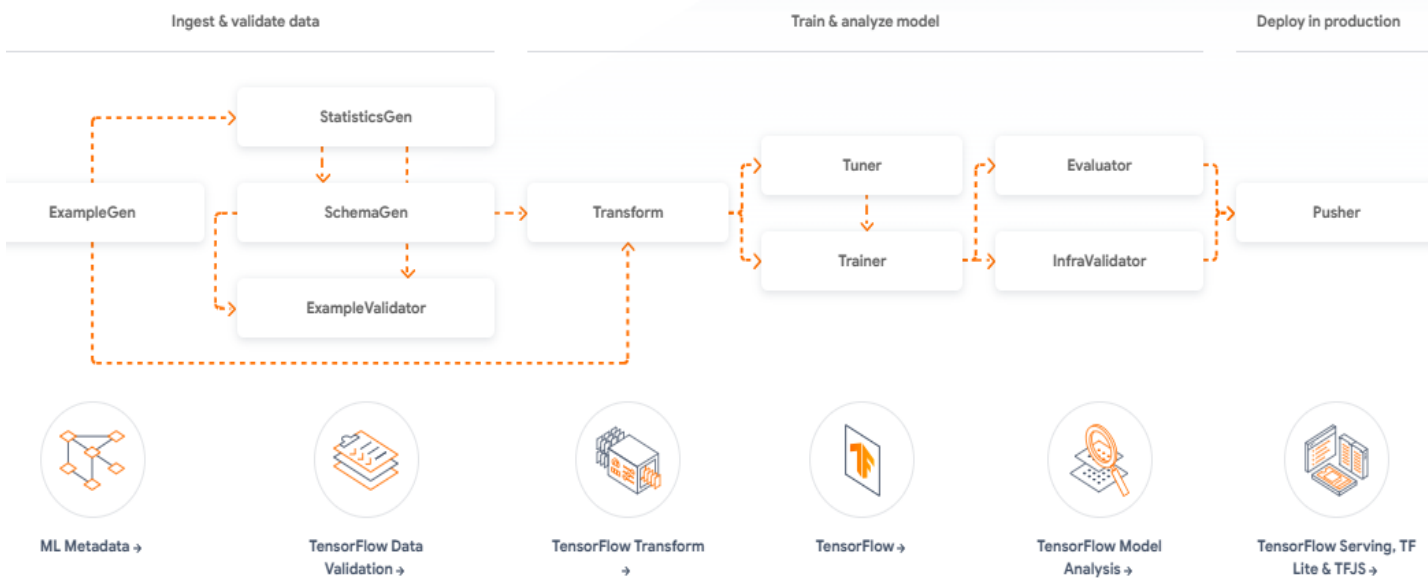 Ingest & validate data
Train & analyze model
Deploy in production
StatisticsGen
Tuner
Evaluator
ExampleGen
SchemaGen
Transform
Pusher
Trainer
InfraValidator
ExampleValidator
ML Metadata →
TensorFlow Data
Validation →
TensorFlow Transform
→
TensorFlow →
TensorFlow Model
Analysis →
TensorFlow Serving, TF
Lite & TFJS →